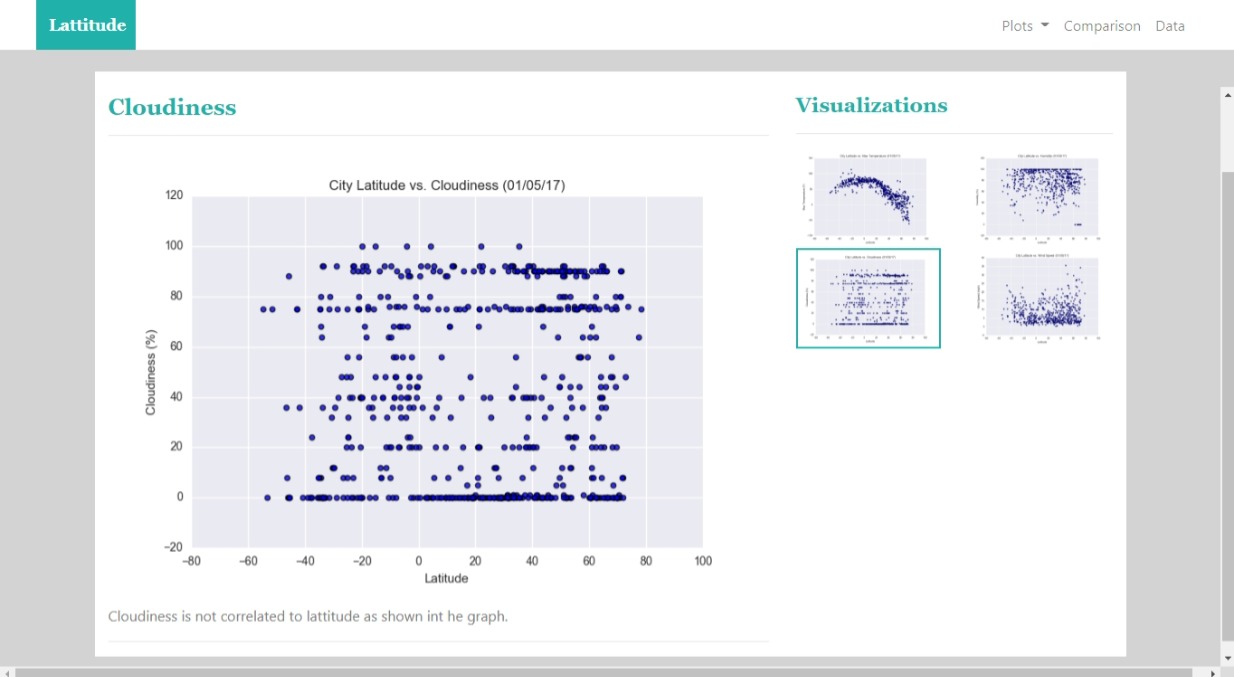 Lattitude
Plots Comparison Data
Cloudiness
Visualizations
City Latitude vs. Cloudiness (01/05/17)
120
100
80
60
40
20
0
−20
Cloudiness (%)
−80 −60 −40 −20 0 20 40 60 80 100
Latitude
Cloudiness is not correlated to lattitude as shown int he graph.